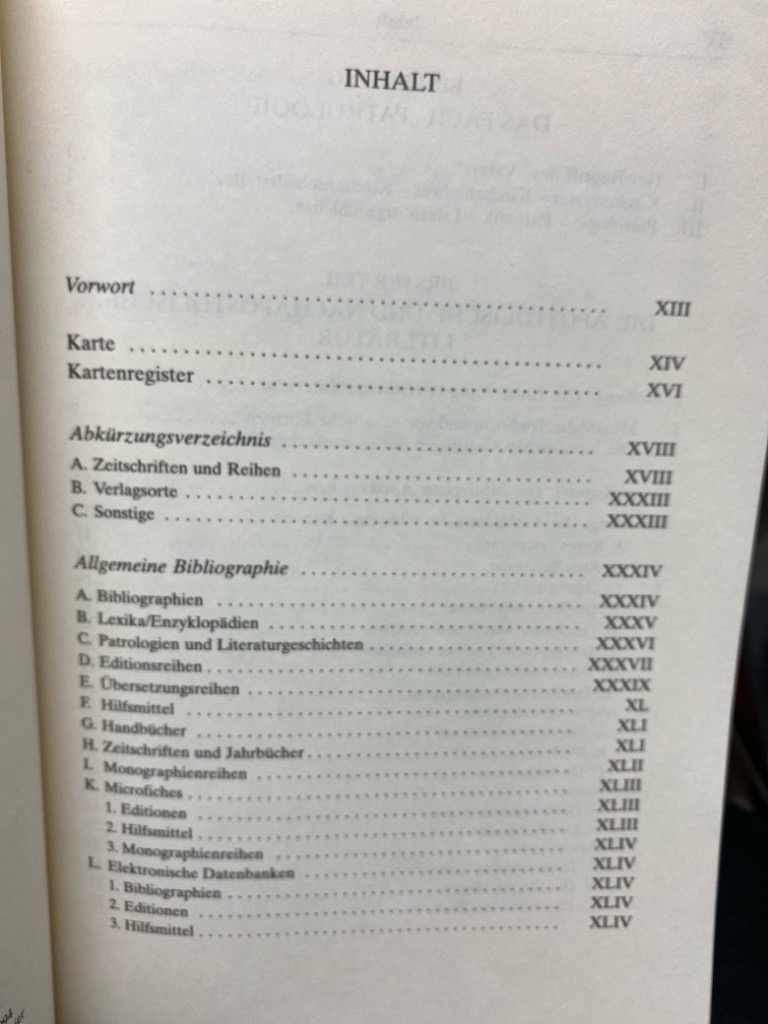 INHALT
Vorwort ........ XIII
Karte ........ XIV
Kartenregister ........ XVI
Abkürzungsverzeichnis ........ XVIII
A. Zeitschriften und Reihen ........ XVIII
B. Verlagsorte ........ XXXIII
C. Sonstige ........ XXXIII
Allgemeine Bibliographie ........ XXXIV
A. Bibliographien ........ XXXIV
B. Lexika/Enzyklopädien ........ XXXV
C. Patrologien und Literaturgeschichten ........ XXXVI
D. Editionsreihen ........ XXXVII
E. Übersetzungsreihen ........ XXXIX
F. Hilfsmittel ........ XL
G. Handbücher ........ XLI
H. Zeitschriften und Jahrbücher ........ XLI
I. Monographienreihen ........ XLII
K. Microfiches ........ XLIII
1. Editionen ........ XLIII
2. Hilfsmittel ........ XLIII
3. Monographienreihen ........ XLIV
L. Elektronische Datenbanken ........ XLIV
1. Bibliographien ........ XLIV
2. Editionen ........ XLIV
3. Hilfsmittel ........ XLIV